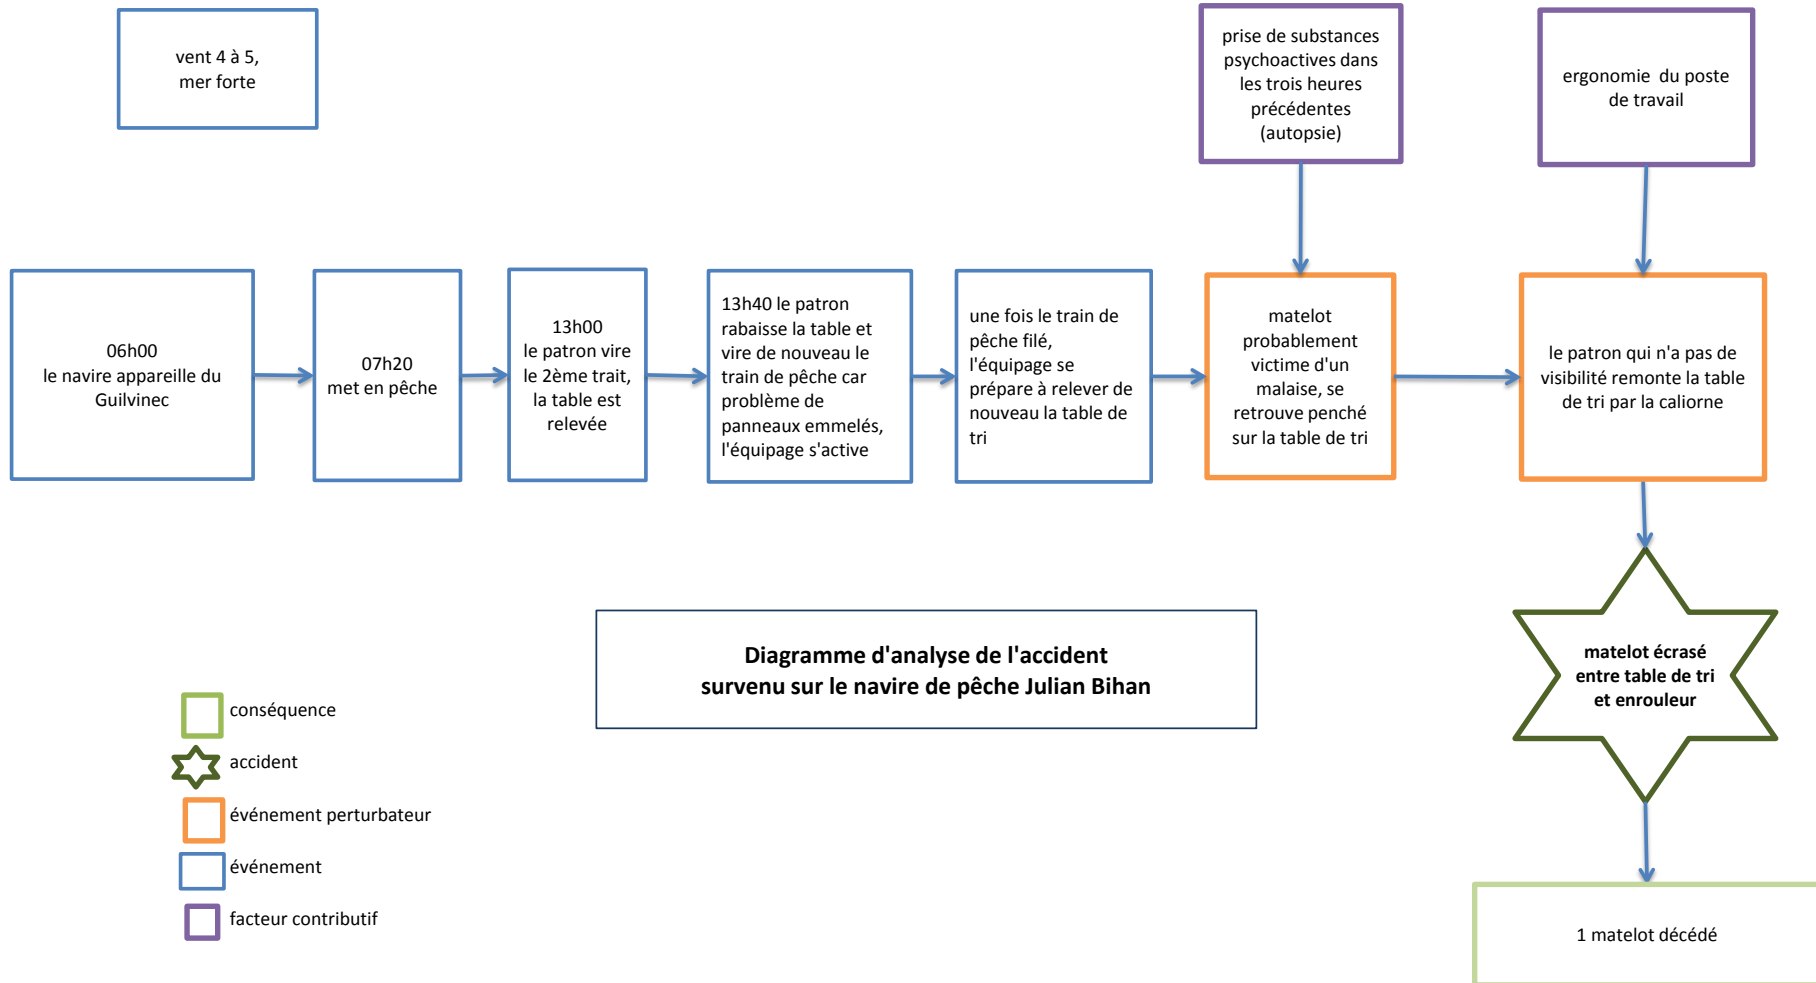 vent 4 à 5,
mer forte
prise de substances
psychoactives dans
les trois heures
précédentes
(autopsie)
ergonomie du poste
de travail
06h00
le navire appareille du
Guilvinec
07h20
met en pêche
13h00
le patron vire
le 2ème trait,
la table est
relevée
13h40 le patron
rabaisse la table et
vire de nouveau le
train de pêche car
problème de
panneaux emmelés,
l'équipage s'active
une fois le train de
pêche filé,
l'équipage se
prépare à relever de
nouveau la table de
tri
matelot
probablement
victime d'un
malaise, se
retrouve penché
sur la table de tri
le patron qui n'a pas de
visibilité remonte la table
de tri par la caliorne
Diagramme d'analyse de l'accident
survenu sur le navire de pêche Julian Bihan
matelot écrasé
entre table de tri
et enrouleur
conséquence
accident
événement perturbateur
événement
facteur contributif
1 matelot décédé